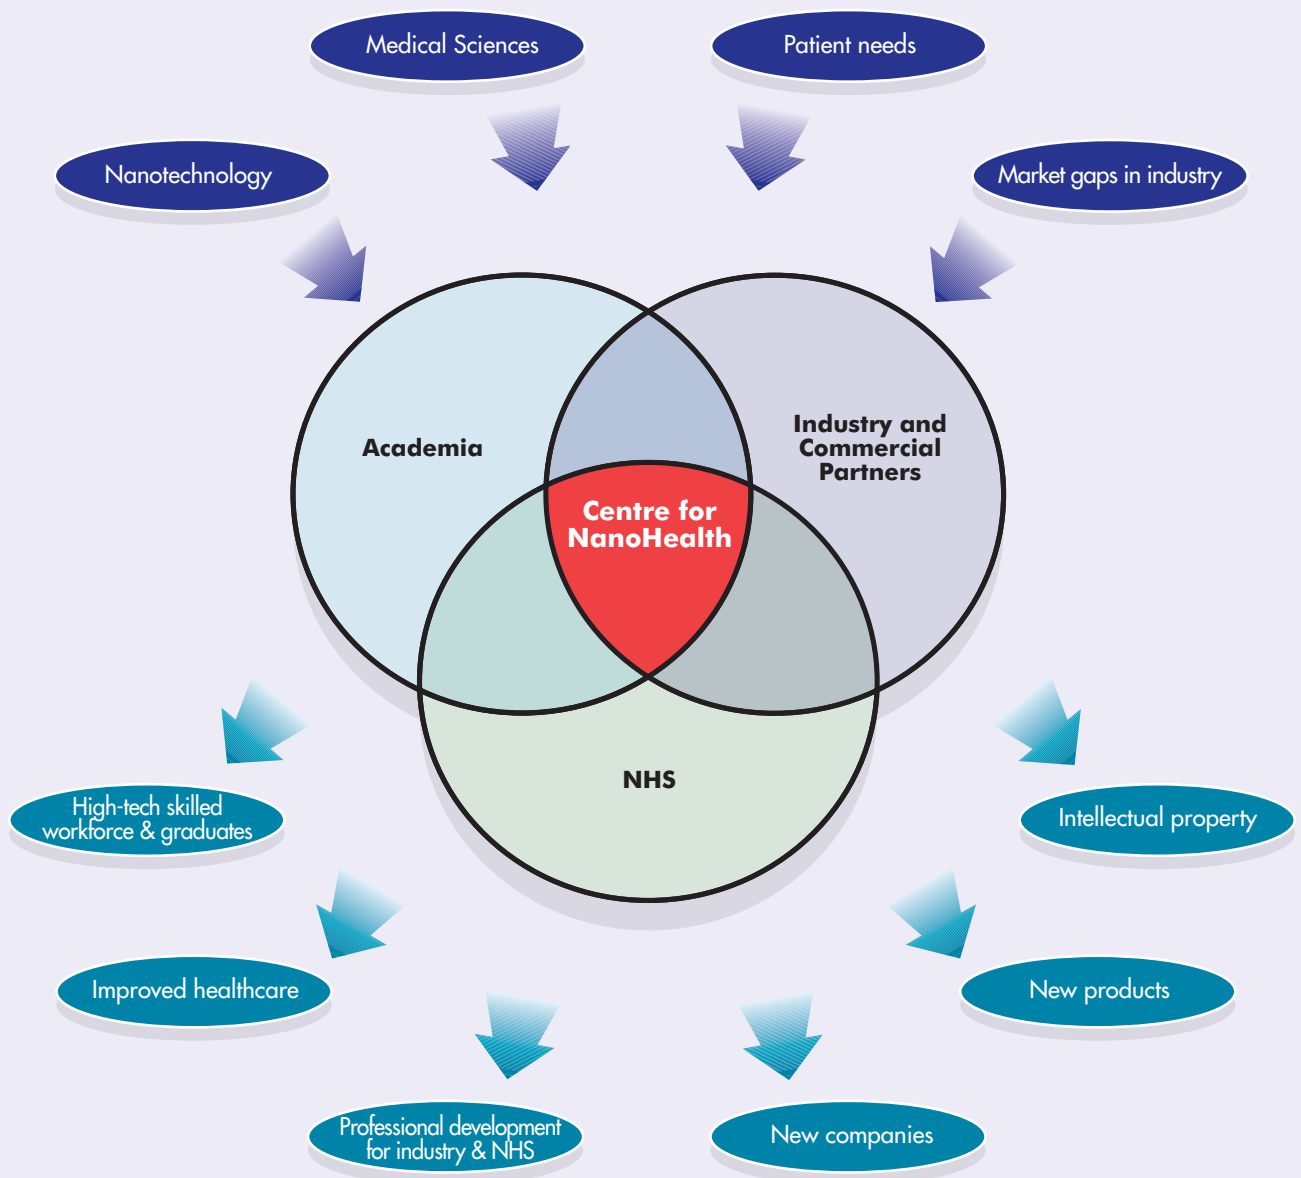 Medical Sciences
Patient needs
Nanotechnology
Market gaps in industry
Academia
Industry and
Commercial
Partners
Centre for
NanoHealth
NHS
High-tech skilled
workforce & graduates
Intellectual property
Improved healthcare
New products
Professional development
for industry & NHS
New companies